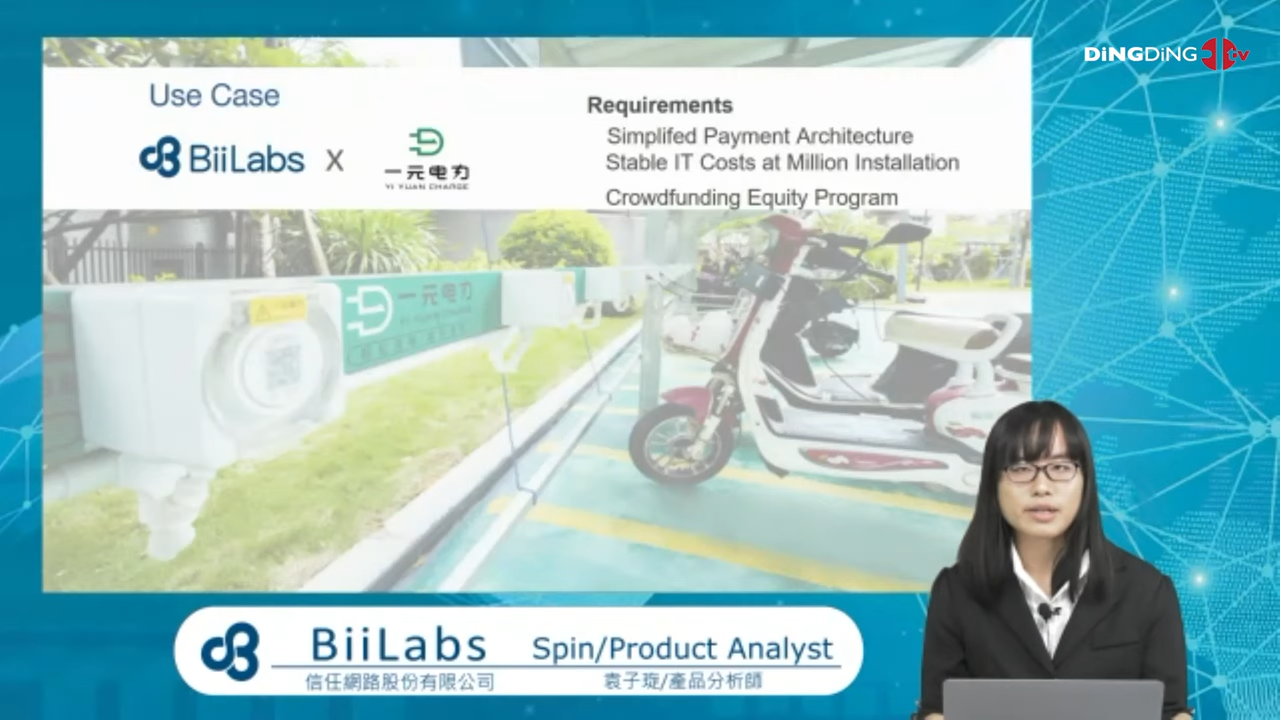 DiNGDiNG tv
Use Case
BiiLabs X 一元电力
YI YUAN CHARGE
Requirements
Simplifed Payment Architecture
Stable IT Costs at Million Installation
Crowdfunding Equity Program
一元电力
BiiLabs
Spin/Product Analyst
信任網路股份有限公司
袁子琁/產品分析師